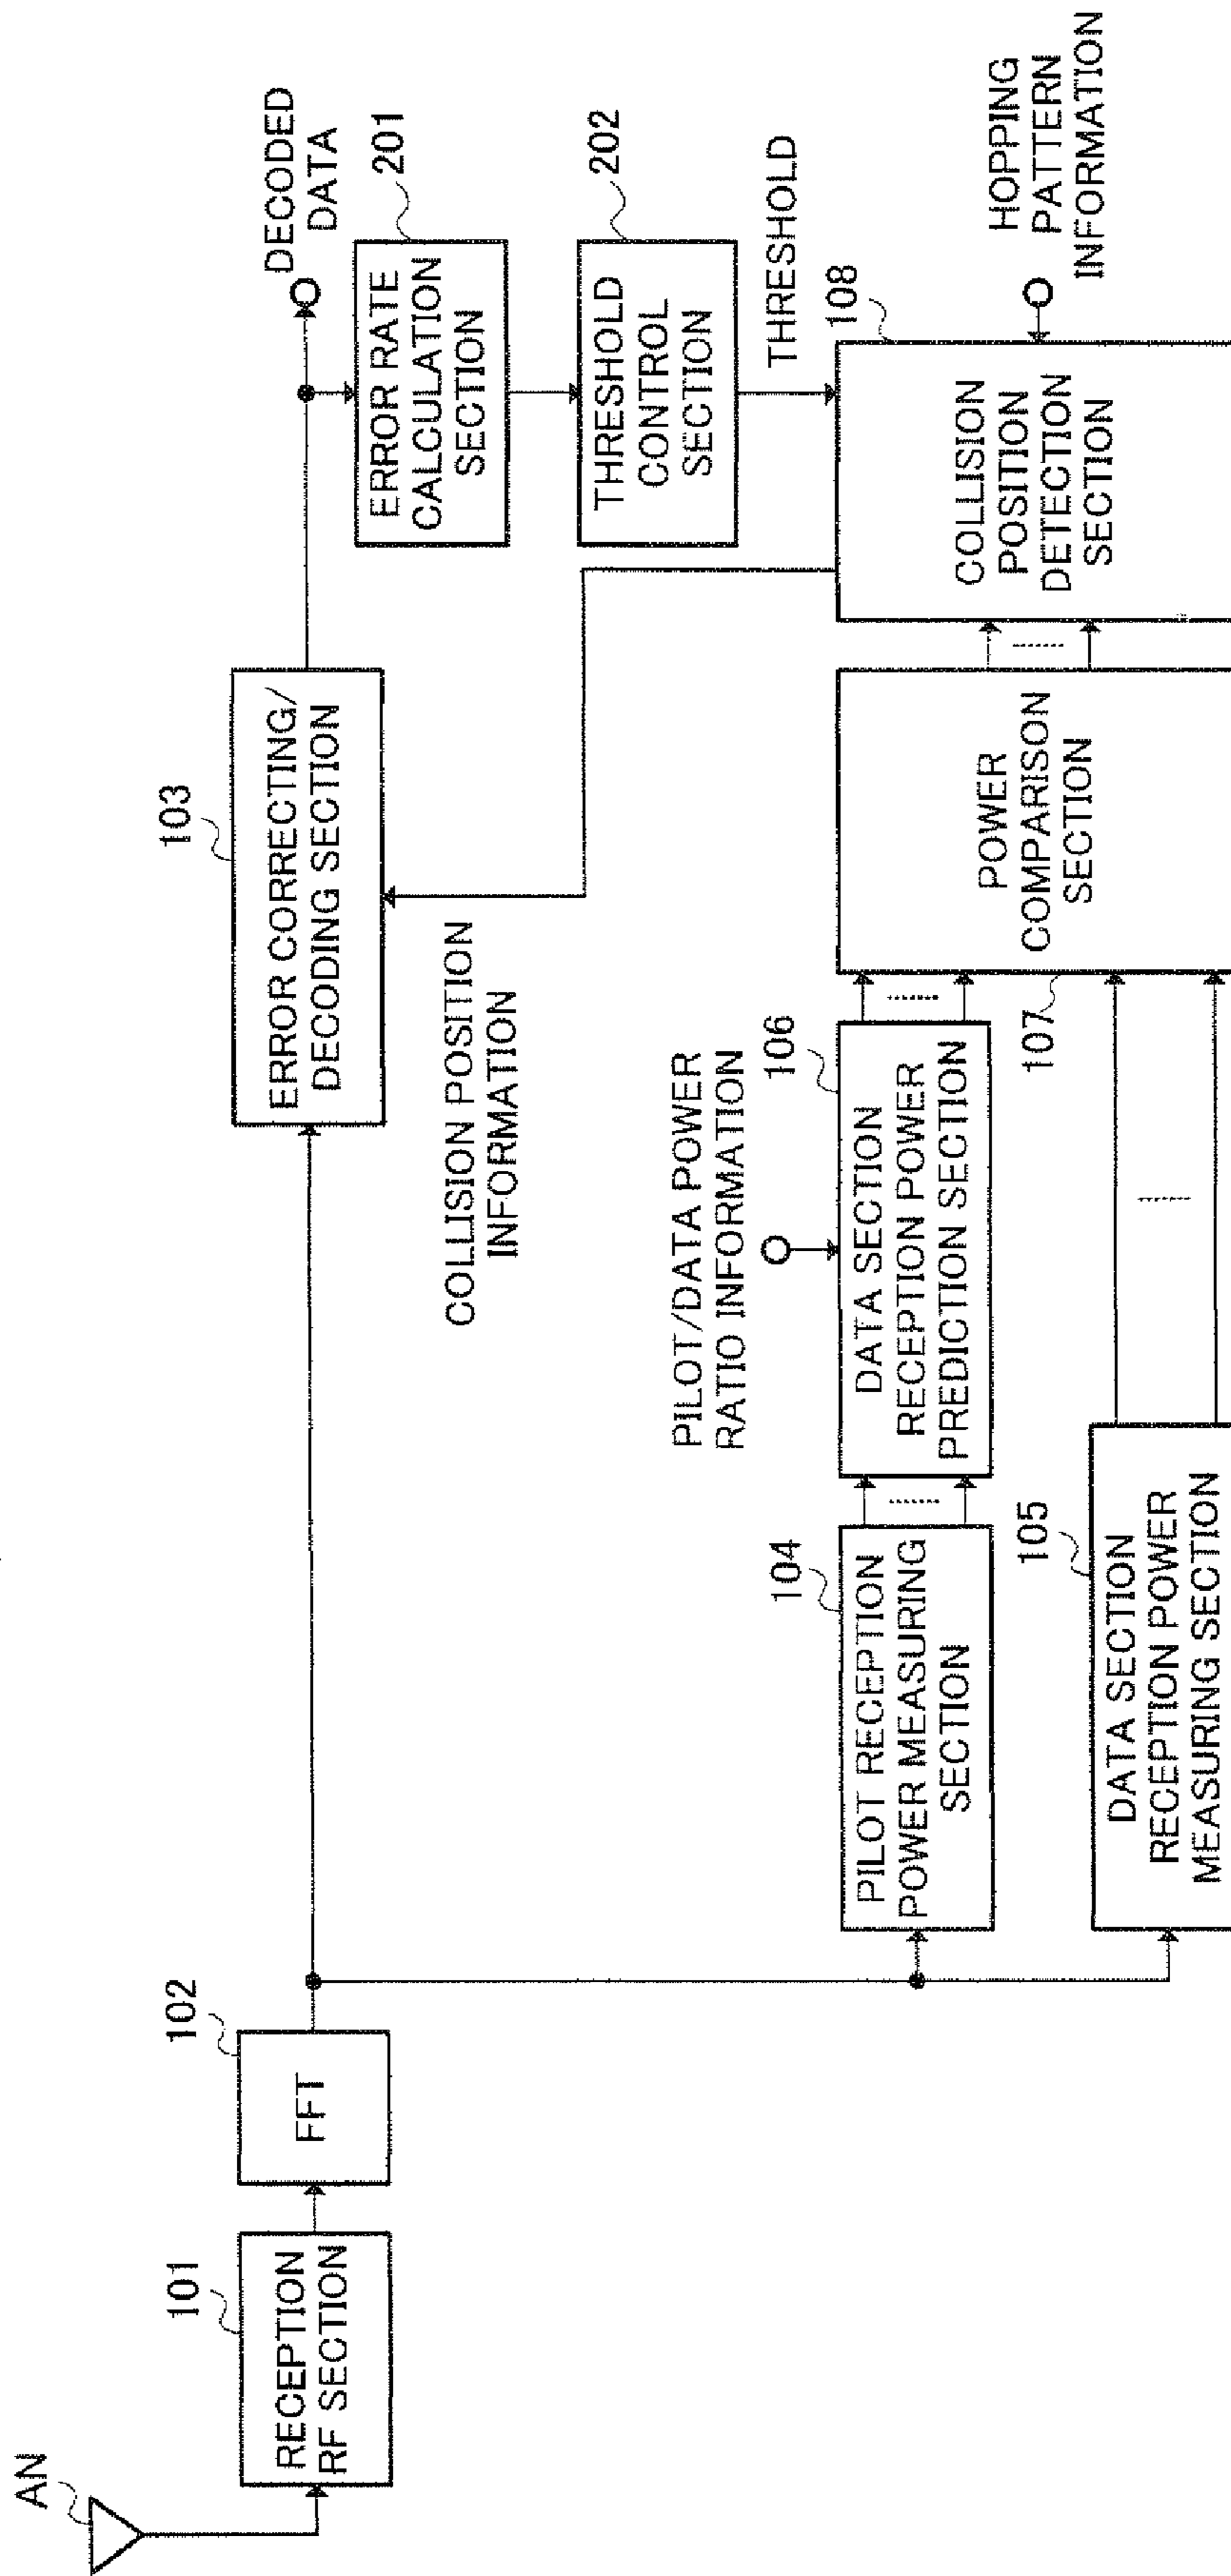 AN
101
RECEPTION
RF SECTION
102
FFT
103
ERROR CORRECTING/
DECODING SECTION
DECODED
DATA
201
ERROR RATE
CALCULATION
SECTION
202
THRESHOLD
CONTROL
SECTION
THRESHOLD
COLLISION POSITION
INFORMATION
PILOT/DATA POWER
RATIO INFORMATION
104
PILOT RECEPTION
POWER MEASURING
SECTION
106
DATA SECTION
RECEPTION POWER
PREDICTION SECTION
105
DATA SECTION
RECEPTION POWER
MEASURING SECTION
107
POWER
COMPARISON
SECTION
108
COLLISION
POSITION
DETECTION
SECTION
HOPPING
PATTERN
INFORMATION